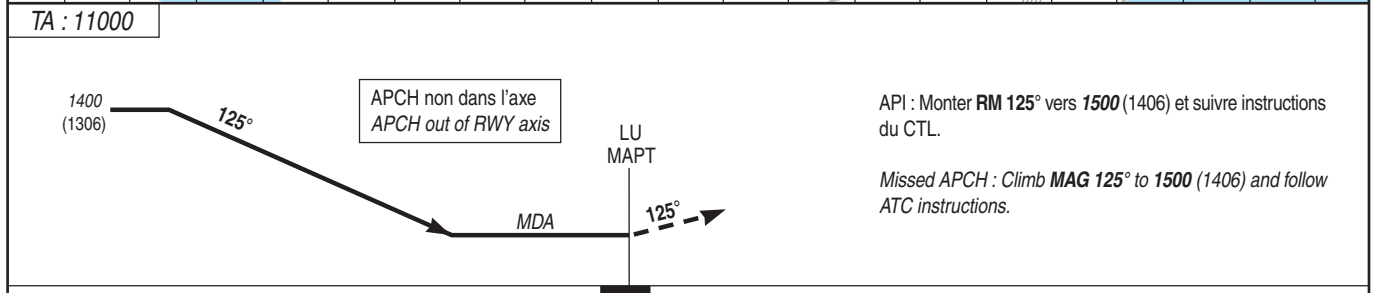 TA : 11000
1400
(1306)
125°
APCH non dans l'axe
APCH out of RWY axis
LU
MAPT
MDA
125°
API : Monter RM 125° vers 1500 (1406) et suivre instructions
du CTL.
Missed APCH : Climb MAG 125° to 1500 (1406) and follow
ATC instructions.